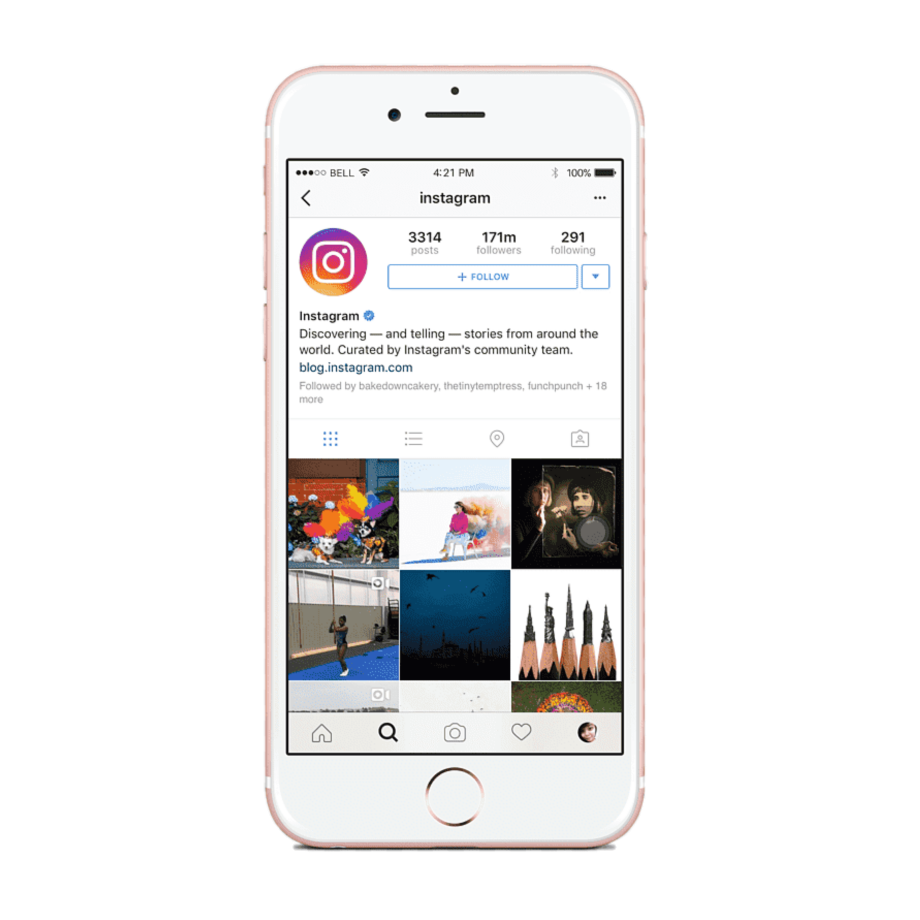 BELL 4:21 PM 100%
instagram
3314 171m 291
posts followers following
+ FOLLOW
Instagram
Discovering — and telling — stories from around the
world. Curated by Instagram's community team.
blog.instagram.com
Followed by bakedowncakery, thetinytemptress, funchpunch + 18
more